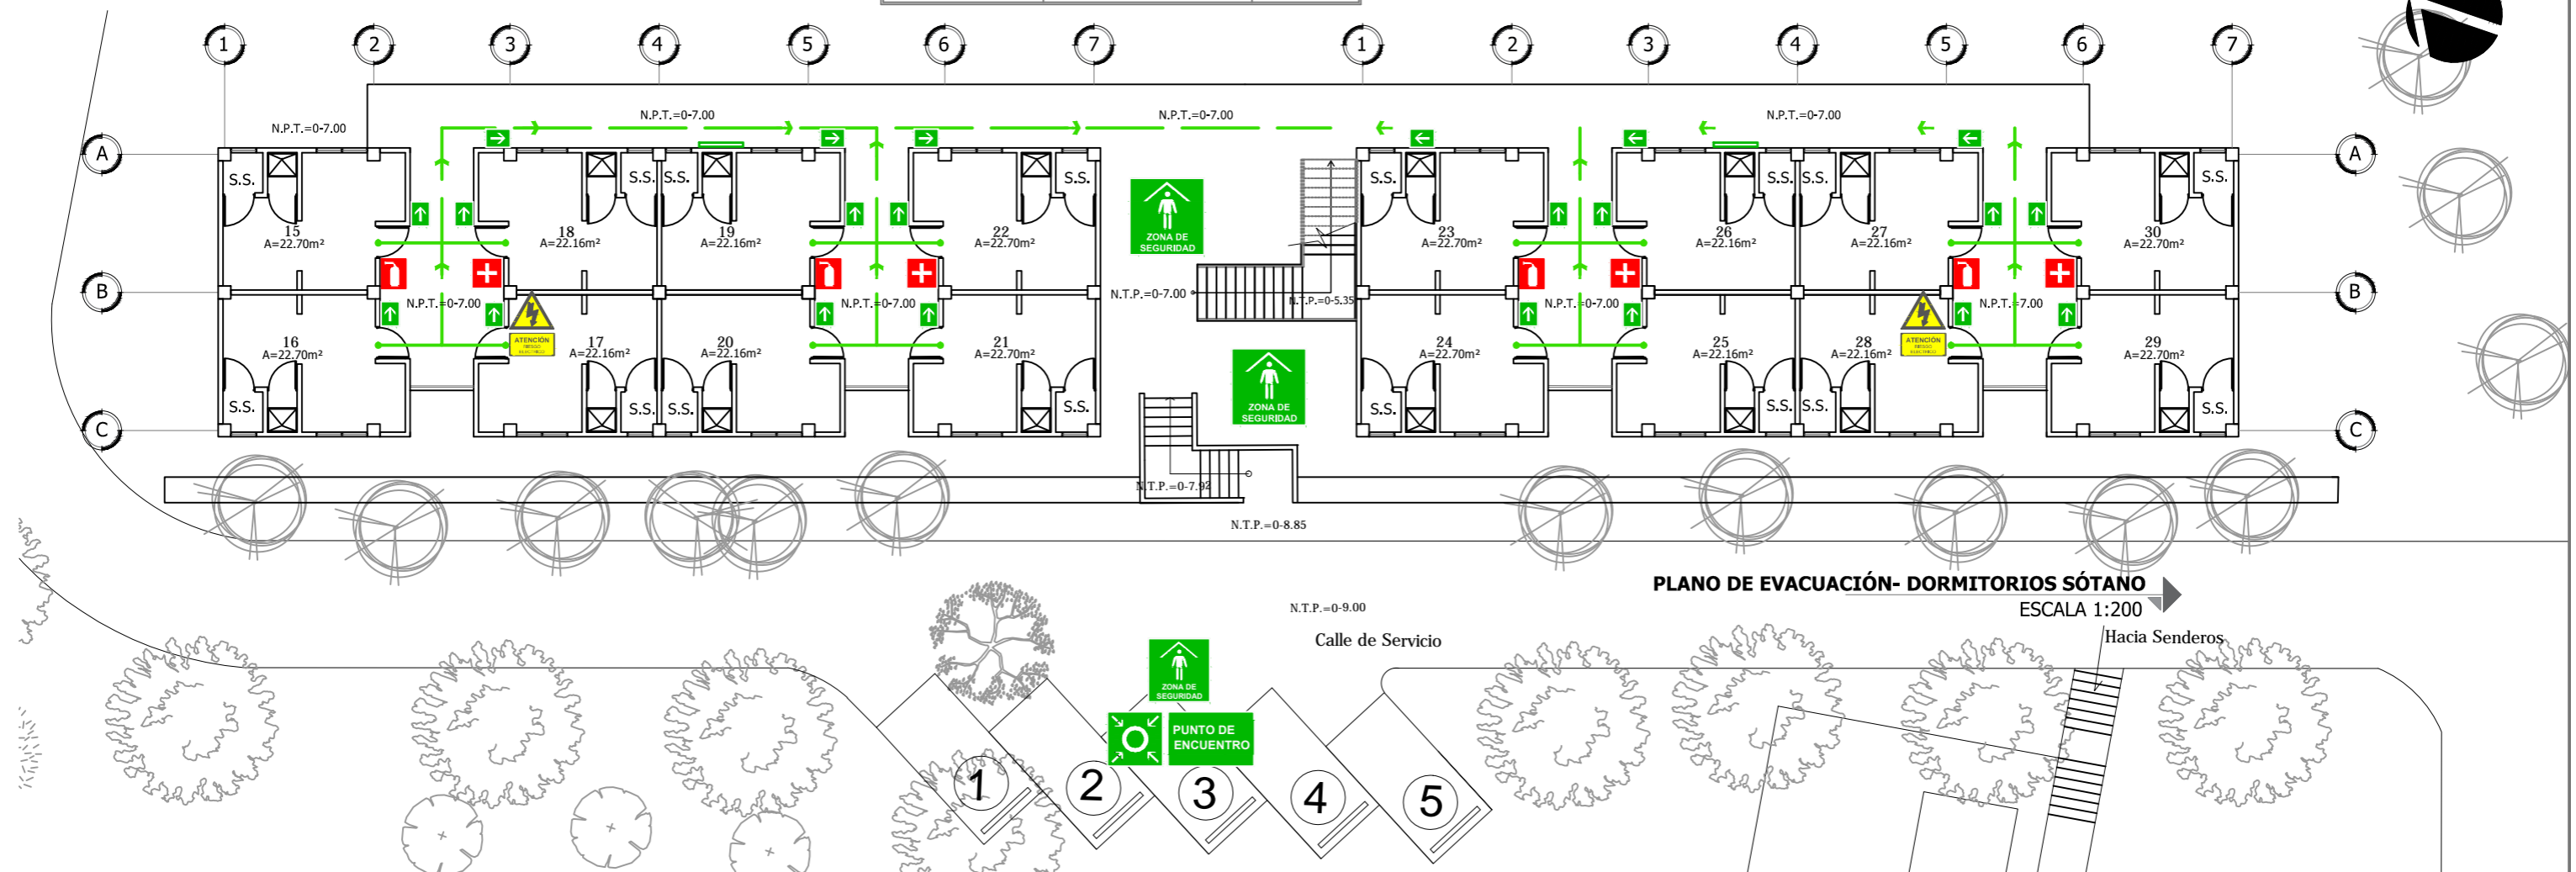 1 2 3 4 5 6 7 1 2 3 4 5 6 7
N.P.T.=0-7.00 N.P.T.=0-7.00 N.P.T.=0-7.00 N.P.T.=0-7.00
A A
S.S. S.S. S.S. S.S. S.S. S.S. S.S. S.S.
15 18 19 22 23 26 27 30
A=22.70m² A=22.16m² A=22.16m² A=22.70m² A=22.70m² A=22.16m² A=22.16m² A=22.70m²
ZONA DE
SEGURIDAD
B B
N.T.P.=0-7.00
N.T.P.=0-5.35
N.P.T.=0-7.00 N.P.T.=0-7.00 N.P.T.=0-7.00 N.P.T.=7.00
ATENCIÓN
RIESGO
ELECTRICO
ATENCIÓN
RIESGO
ELECTRICO
16 17 20 21 24 25 28 29
A=22.70m² A=22.16m² A=22.16m² A=22.70m² A=22.70m² A=22.16m² A=22.16m² A=22.70m²
ZONA DE
SEGURIDAD
S.S. S.S. S.S. S.S. S.S. S.S. S.S. S.S.
C C
N.T.P.=0-7.92
N.T.P.=0-8.85
PLANO DE EVACUACIÓN- DORMITORIOS SÓTANO
ESCALA 1:200
N.T.P.=0-9.00
Calle de Servicio
Hacia Senderos
ZONA DE
SEGURIDAD
PUNTO DE
ENCUENTRO
1 2 3 4 5